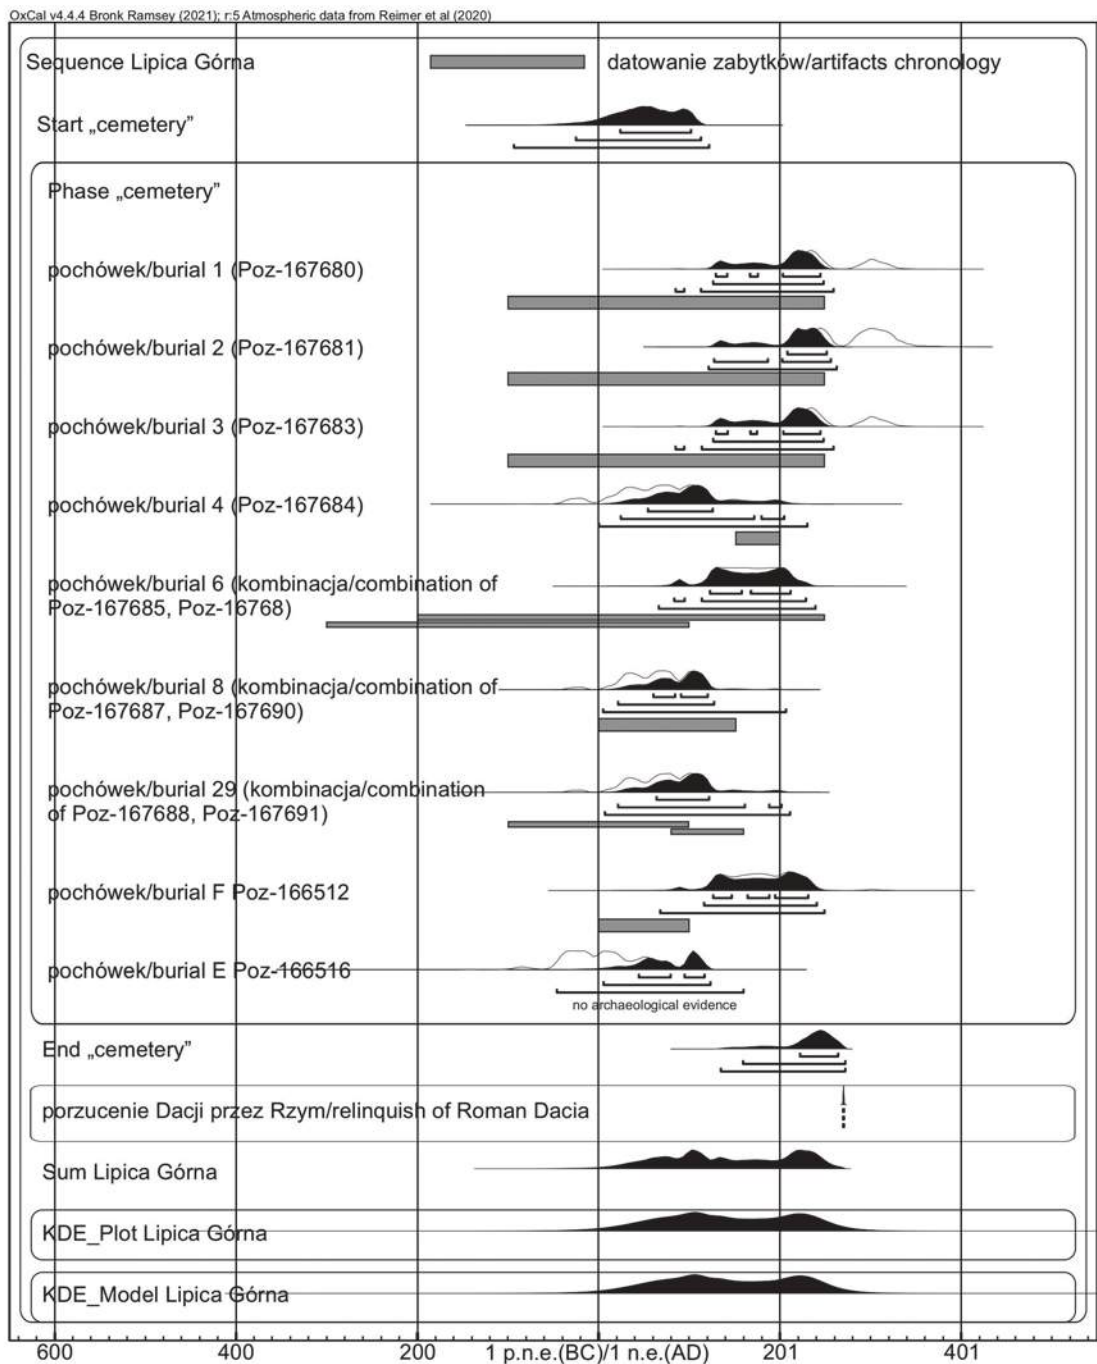 OxCal v4.4.4 Bronk Ramsey (2021); r:5 Atmospheric data from Reimer et al (2020)
Sequence Lipica Górna
datowanie zabytków/artifacts chronology
Start „cemetery”
Phase „cemetery”
pochówek/burial 1 (Poz-167680)
pochówek/burial 2 (Poz-167681)
pochówek/burial 3 (Poz-167683)
pochówek/burial 4 (Poz-167684)
pochówek/burial 6 (kombinacja/combination of
Poz-167685, Poz-16768)
pochówek/burial 8 (kombinacja/combination of
Poz-167687, Poz-167690)
pochówek/burial 29 (kombinacja/combination
of Poz-167688, Poz-167691)
pochówek/burial F Poz-166512
pochówek/burial E Poz-166516
no archaeological evidence
End „cemetery”
porzucenie Dacji przez Rzym/relinquish of Roman Dacia
Sum Lipica Górna
KDE_Plot Lipica Górna
KDE_Model Lipica Górna
600 400 200 1 p.n.e.(BC)/1 n.e.(AD) 201 401